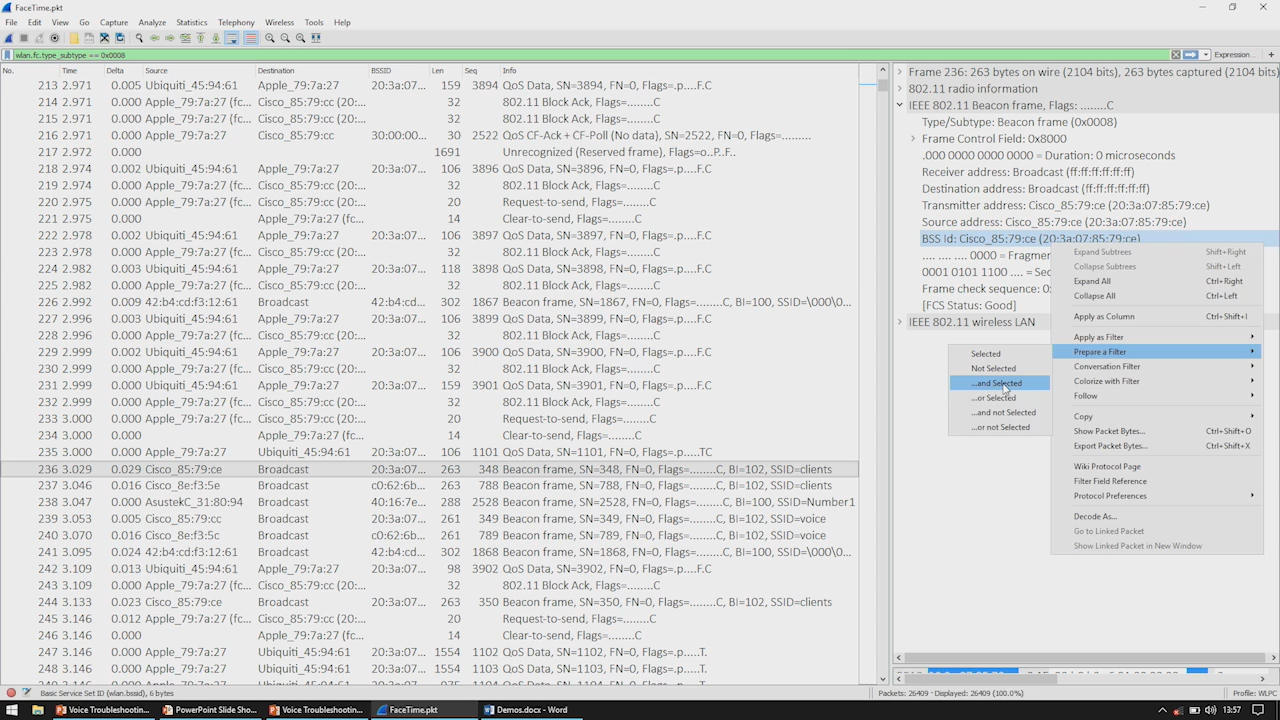 FaceTime.pkt
File Edit View Go Capture Analyze Statistics Telephony Wireless Tools Help
wlan.fc.type_subtype == 0x0008 Expression... +
No. Time Delta Source Destination BSSID Len Seq Info
213 2.971 0.005 Ubiquiti_45:94:61 Apple_79:7a:27 20:3a:07... 159 3894 QoS Data, SN=3894, FN=0, Flags=.p....F.C
214 2.971 0.000 Apple_79:7a:27 (fc... Cisco_85:79:cc (20:... 32 802.11 Block Ack, Flags=........C
215 2.971 0.000 Apple_79:7a:27 (fc... Cisco_85:79:cc (20:... 32 802.11 Block Ack, Flags=........C
216 2.971 0.000 Apple_79:7a:27 Cisco_85:79:cc 30:00:00... 30 2522 QoS CF-Ack + CF-Poll (No data), SN=2522, FN=0, Flags=.........
217 2.972 0.000 1691 Unrecognized (Reserved frame), Flags=o..P..F..
218 2.974 0.002 Ubiquiti_45:94:61 Apple_79:7a:27 20:3a:07... 106 3896 QoS Data, SN=3896, FN=0, Flags=.p....F.C
219 2.974 0.000 Apple_79:7a:27 (fc... Cisco_85:79:cc (20:... 32 802.11 Block Ack, Flags=........C
220 2.975 0.000 Apple_79:7a:27 (fc... Cisco_85:79:cc (20:... 20 Request-to-send, Flags=........C
221 2.975 0.000 Apple_79:7a:27 (fc... 14 Clear-to-send, Flags=........C
222 2.978 0.002 Ubiquiti_45:94:61 Apple_79:7a:27 20:3a:07... 106 3897 QoS Data, SN=3897, FN=0, Flags=.p....F.C
223 2.978 0.000 Apple_79:7a:27 (fc... Cisco_85:79:cc (20:... 32 802.11 Block Ack, Flags=........C
224 2.982 0.003 Ubiquiti_45:94:61 Apple_79:7a:27 20:3a:07... 118 3898 QoS Data, SN=3898, FN=0, Flags=.p....F.C
225 2.982 0.000 Apple_79:7a:27 (fc... Cisco_85:79:cc (20:... 32 802.11 Block Ack, Flags=........C
226 2.992 0.009 42:b4:cd:f3:12:61 Broadcast 42:b4:cd... 302 1867 Beacon frame, SN=1867, FN=0, Flags=........C, BI=100, SSID=\000\0...
227 2.996 0.003 Ubiquiti_45:94:61 Apple_79:7a:27 20:3a:07... 106 3899 QoS Data, SN=3899, FN=0, Flags=.p....F.C
228 2.996 0.000 Apple_79:7a:27 (fc... Cisco_85:79:cc (20:... 32 802.11 Block Ack, Flags=........C
229 2.999 0.002 Ubiquiti_45:94:61 Apple_79:7a:27 20:3a:07... 106 3900 QoS Data, SN=3900, FN=0, Flags=.p....F.C
230 2.999 0.000 Apple_79:7a:27 (fc... Cisco_85:79:cc (20:... 32 802.11 Block Ack, Flags=........C
231 2.999 0.000 Ubiquiti_45:94:61 Apple_79:7a:27 20:3a:07... 106 3901 QoS Data, SN=3901, FN=0, Flags=.p....F.C
232 2.999 0.000 Apple_79:7a:27 (fc... Cisco_85:79:cc (20:... 32 802.11 Block Ack, Flags=........C
233 3.000 0.000 Apple_79:7a:27 (fc... Cisco_85:79:cc (20:... 20 Request-to-send, Flags=........C
234 3.000 0.000 Apple_79:7a:27 (fc... 14 Clear-to-send, Flags=........C
235 3.000 0.000 Apple_79:7a:27 Ubiquiti_45:94:61 20:3a:07... 106 1101 QoS Data, SN=1101, FN=0, Flags=.p.....TC
236 3.029 0.029 Cisco_85:79:ce Broadcast 20:3a:07... 263 348 Beacon frame, SN=348, FN=0, Flags=........C, BI=102, SSID=clients
237 3.046 0.016 Cisco_8e:f3:5e Broadcast c0:62:6b... 263 788 Beacon frame, SN=788, FN=0, Flags=........C, BI=102, SSID=clients
238 3.047 0.000 AsustekC_31:80:94 Broadcast 40:16:7e... 288 2528 Beacon frame, SN=2528, FN=0, Flags=........C, BI=100, SSID=Number1
239 3.053 0.005 Cisco_85:79:cc Broadcast 20:3a:07... 261 349 Beacon frame, SN=349, FN=0, Flags=........C, BI=102, SSID=voice
240 3.070 0.016 Cisco_8e:f3:5c Broadcast c0:62:6b... 261 789 Beacon frame, SN=789, FN=0, Flags=........C, BI=102, SSID=voice
241 3.095 0.024 42:b4:cd:f3:12:61 Broadcast 42:b4:cd... 302 1868 Beacon frame, SN=1868, FN=0, Flags=........C, BI=100, SSID=\000\0...
242 3.109 0.013 Ubiquiti_45:94:61 Apple_79:7a:27 20:3a:07... 98 3902 QoS Data, SN=3902, FN=0, Flags=.p....F.C
243 3.109 0.000 Apple_79:7a:27 (fc... Cisco_85:79:cc (20:... 32 802.11 Block Ack, Flags=........C
244 3.133 0.023 Cisco_85:79:ce Broadcast 20:3a:07... 263 350 Beacon frame, SN=350, FN=0, Flags=........C, BI=102, SSID=clients
245 3.146 0.012 Apple_79:7a:27 (fc... Cisco_85:79:cc (20:... 20 Request-to-send, Flags=........C
246 3.146 0.000 Apple_79:7a:27 (fc... 14 Clear-to-send, Flags=........C
247 3.146 0.000 Apple_79:7a:27 Ubiquiti_45:94:61 20:3a:07... 1554 1102 QoS Data, SN=1102, FN=0, Flags=.p.....T.
248 3.146 0.000 Apple_79:7a:27 Ubiquiti_45:94:61 20:3a:07... 1554 1103 QoS Data, SN=1103, FN=0, Flags=.p.....T.
Frame 236: 263 bytes on wire (2104 bits), 263 bytes captured (2104 bits)
802.11 radio information
IEEE 802.11 Beacon frame, Flags: ........C
Type/Subtype: Beacon frame (0x0008)
Frame Control Field: 0x8000
.000 0000 0000 0000 = Duration: 0 microseconds
Receiver address: Broadcast (ff:ff:ff:ff:ff:ff)
Destination address: Broadcast (ff:ff:ff:ff:ff:ff)
Transmitter address: Cisco_85:79:ce (20:3a:07:85:79:ce)
Source address: Cisco_85:79:ce (20:3a:07:85:79:ce)
BSS Id: Cisco_85:79:ce (20:3a:07:85:79:ce)
.... .... .... 0000 = Fragmen
0001 0101 1100 .... = Sec
Frame check sequence: 0x
[FCS Status: Good]
IEEE 802.11 wireless LAN
Expand Subtrees Shift+Right
Collapse Subtrees Shift+Left
Expand All Ctrl+Right
Collapse All Ctrl+Left
Apply as Column Ctrl+Shift+I
Apply as Filter
Prepare a Filter
Conversation Filter
Colorize with Filter
Follow
Copy
Show Packet Bytes... Ctrl+Shift+O
Export Packet Bytes... Ctrl+Shift+X
Wiki Protocol Page
Filter Field Reference
Protocol Preferences
Decode As...
Go to Linked Packet
Show Linked Packet in New Window
Selected
Not Selected
...and Selected
...or Selected
...and not Selected
...or not Selected
Basic Service Set ID (wlan.bssid), 6 bytes Packets: 26409 · Displayed: 26409 (100.0%) Profile: WLPC
Voice Troubleshootin... PowerPoint Slide Sho... Voice Troubleshootin... FaceTime.pkt Demos.docx - Word 13:57